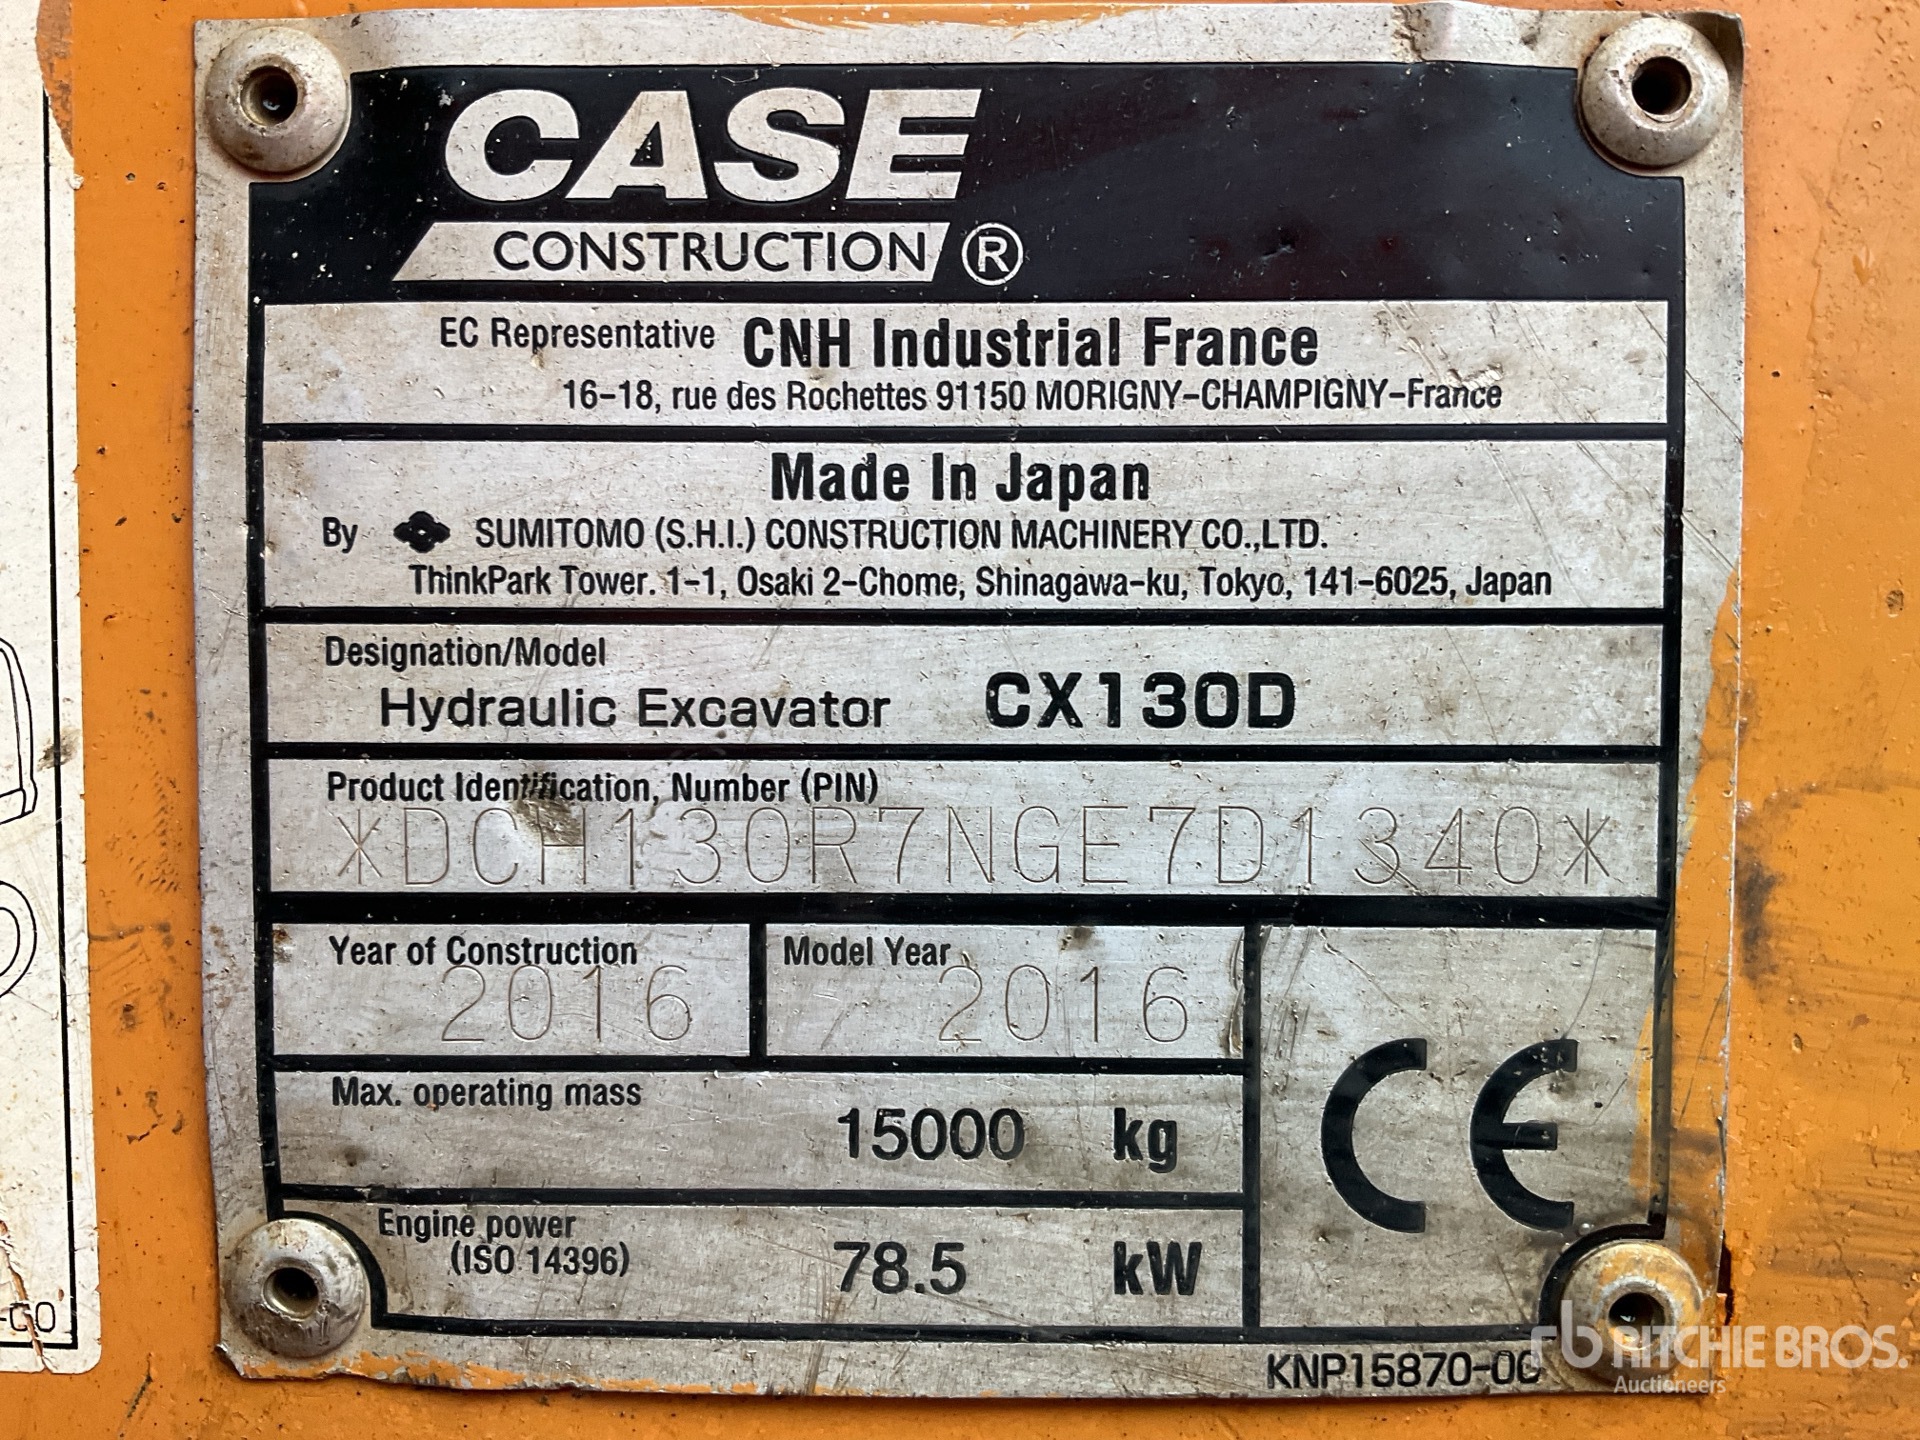 CASE
CONSTRUCTION ®
EC Representative CNH Industrial France
16-18, rue des Rochettes 91150 MORIGNY-CHAMPIGNY-France
Made In Japan
By SUMITOMO (S.H.I.) CONSTRUCTION MACHINERY CO.,LTD.
ThinkPark Tower. 1-1, Osaki 2-Chome, Shinagawa-ku, Tokyo, 141-6025, Japan
Designation/Model
Hydraulic Excavator CX130D
Product Identification, Number (PIN)
*DCH130R7NGE7D1340*
Year of Construction
2016
Model Year
2016
Max. operating mass
15000 kg
Engine power
(ISO 14396)
78.5 kW
CE
KNP15870-00
rb RITCHIE BROS.
Auctioneers